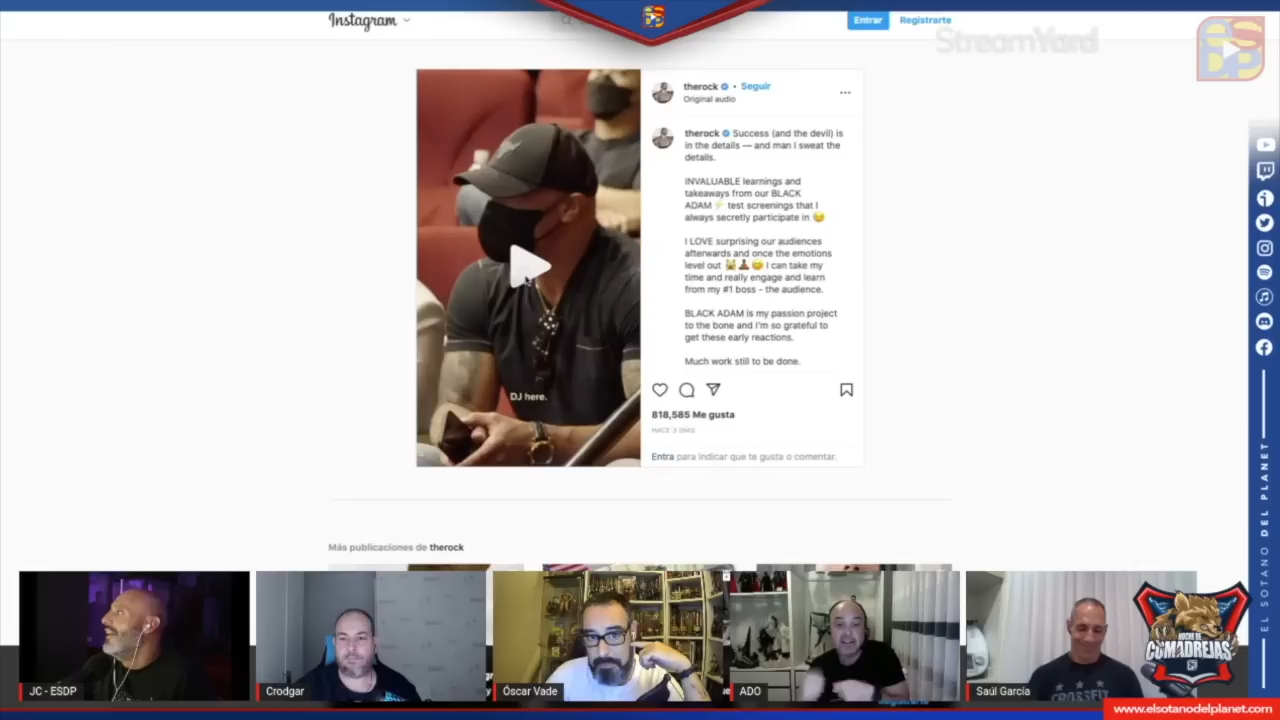 Instagram
Entrar
Registrarte
StreamYard
therock • Seguir
Original audio
therock Success (and the devil) is
in the details — and man I sweat the
details.
INVALUABLE learnings and
takeaways from our BLACK
ADAM⚡ test screenings that I
always secretly participate in 😉
I LOVE surprising our audiences
afterwards and once the emotions
level out I can take my
time and really engage and learn
from my #1 boss - the audience.
BLACK ADAM is my passion project
to the bone and I'm so grateful to
get these early reactions.
Much work still to be done.
DJ here.
818,585 Me gusta
HACE 3 DÍAS
Entra para indicar que te gusta o comentar.
Más publicaciones de therock
EL SOTANO DEL PLANET
JC - ESDP
Crodgar
Óscar Vade
ADO
Registrarte
Saúl García
CROSSFIT
NOCHE DE
COMADREJAS
www.elsotanodelplanet.com